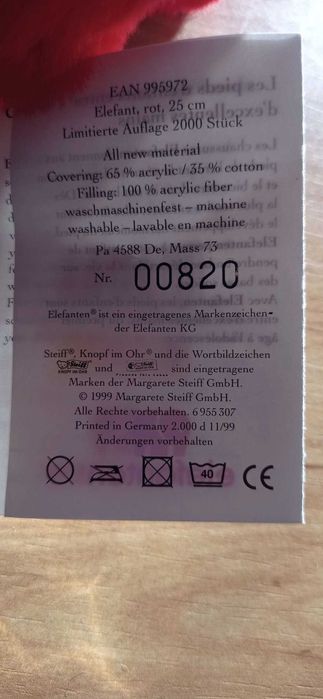 EAN 995972
Elefant, rot, 25 cm
Limitierte Auflage 2000 Stück
All new material
Covering: 65 % acrylic / 35 % cotton
Filling: 100 % acrylic fiber
waschmaschinenfest – machine
washable – lavable en machine
Pa 4588 De, Mass 73
Nr. 00820
Elefanten® ist ein eingetragenes Markenzeichen
der Elefanten KG
Steiff®, Knopf im Ohr® und die Wortbildzeichen
Steiff KNOPF IM OHR und sind eingetragene
Marken der Margarete Steiff GmbH.
© 1999 Margarete Steiff GmbH.
Alle Rechte vorbehalten. 6 955 307
Printed in Germany 2.000 d 11/99
Änderungen vorbehalten
40 CE